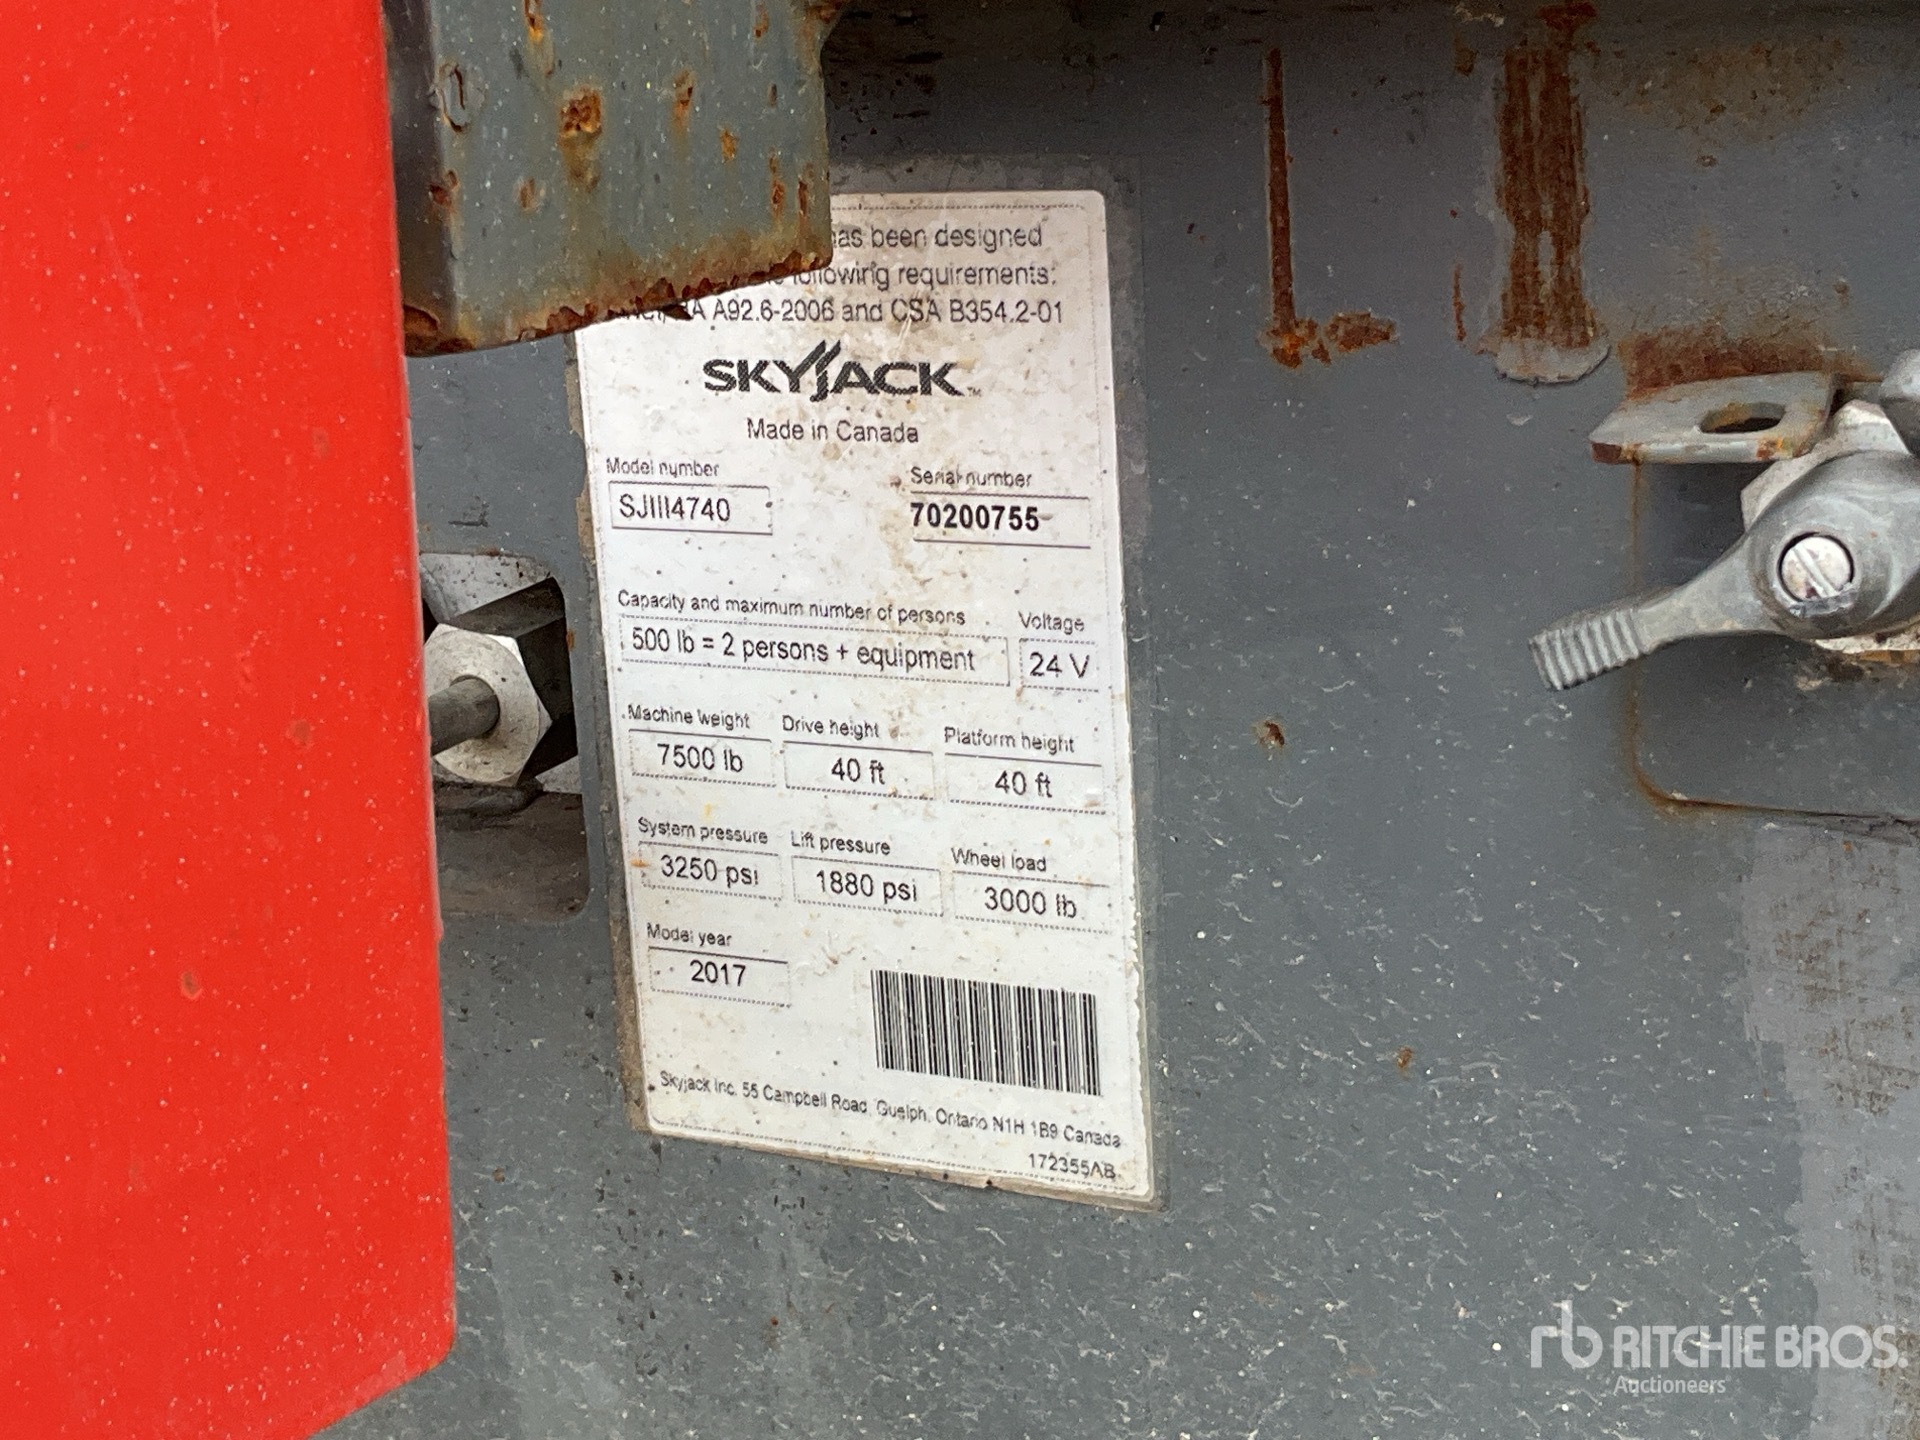 has been designed
following requirements:
A92.6-2006 and CSA B354.2-01
SKYJACK™
Made in Canada
Model number Serial number
SJIII4740 70200755
Capacity and maximum number of persons Voltage
500 lb = 2 persons + equipment 24 V
Machine weight Drive height Platform height
7500 lb 40 ft 40 ft
System pressure Lift pressure Wheel load
3250 psi 1880 psi 3000 lb
Model year
2017
Skyjack Inc. 55 Campbell Road, Guelph, Ontario N1H 1B9 Canada
172355AB
rb RITCHIE BROS.
Auctioneers